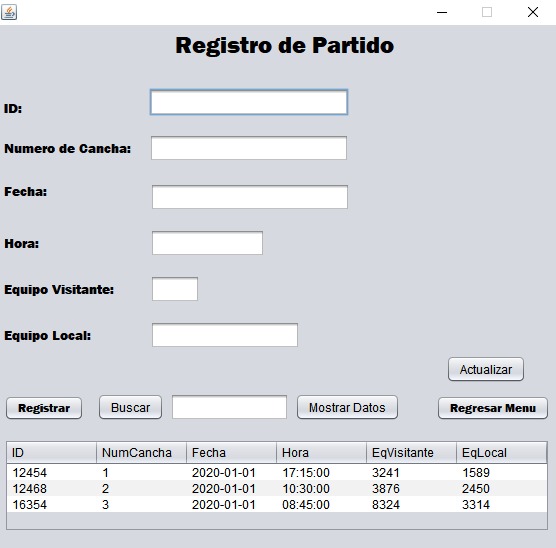 Registro de Partido
ID:
Numero de Cancha:
Fecha:
Hora:
Equipo Visitante:
Equipo Local:
Actualizar
Registrar Buscar Mostrar Datos Regresar Menu
ID NumCancha Fecha Hora EqVisitante EqLocal
12454 1 2020-01-01 17:15:00 3241 1589
12468 2 2020-01-01 10:30:00 3876 2450
16354 3 2020-01-01 08:45:00 8324 3314